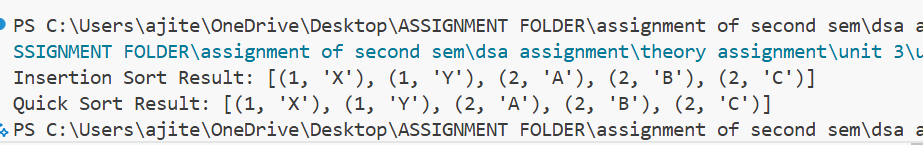 PS C:\Users\ajite\OneDrive\Desktop\ASSIGNMENT FOLDER\assignment of second sem\dsa a
SSIGNMENT FOLDER\assignment of second sem\dsa assignment\theory assignment\unit 3\u
Insertion Sort Result: [(1, 'X'), (1, 'Y'), (2, 'A'), (2, 'B'), (2, 'C')]
Quick Sort Result: [(1, 'X'), (1, 'Y'), (2, 'A'), (2, 'B'), (2, 'C')]
PS C:\Users\ajite\OneDrive\Desktop\ASSIGNMENT FOLDER\assignment of second sem\dsa a